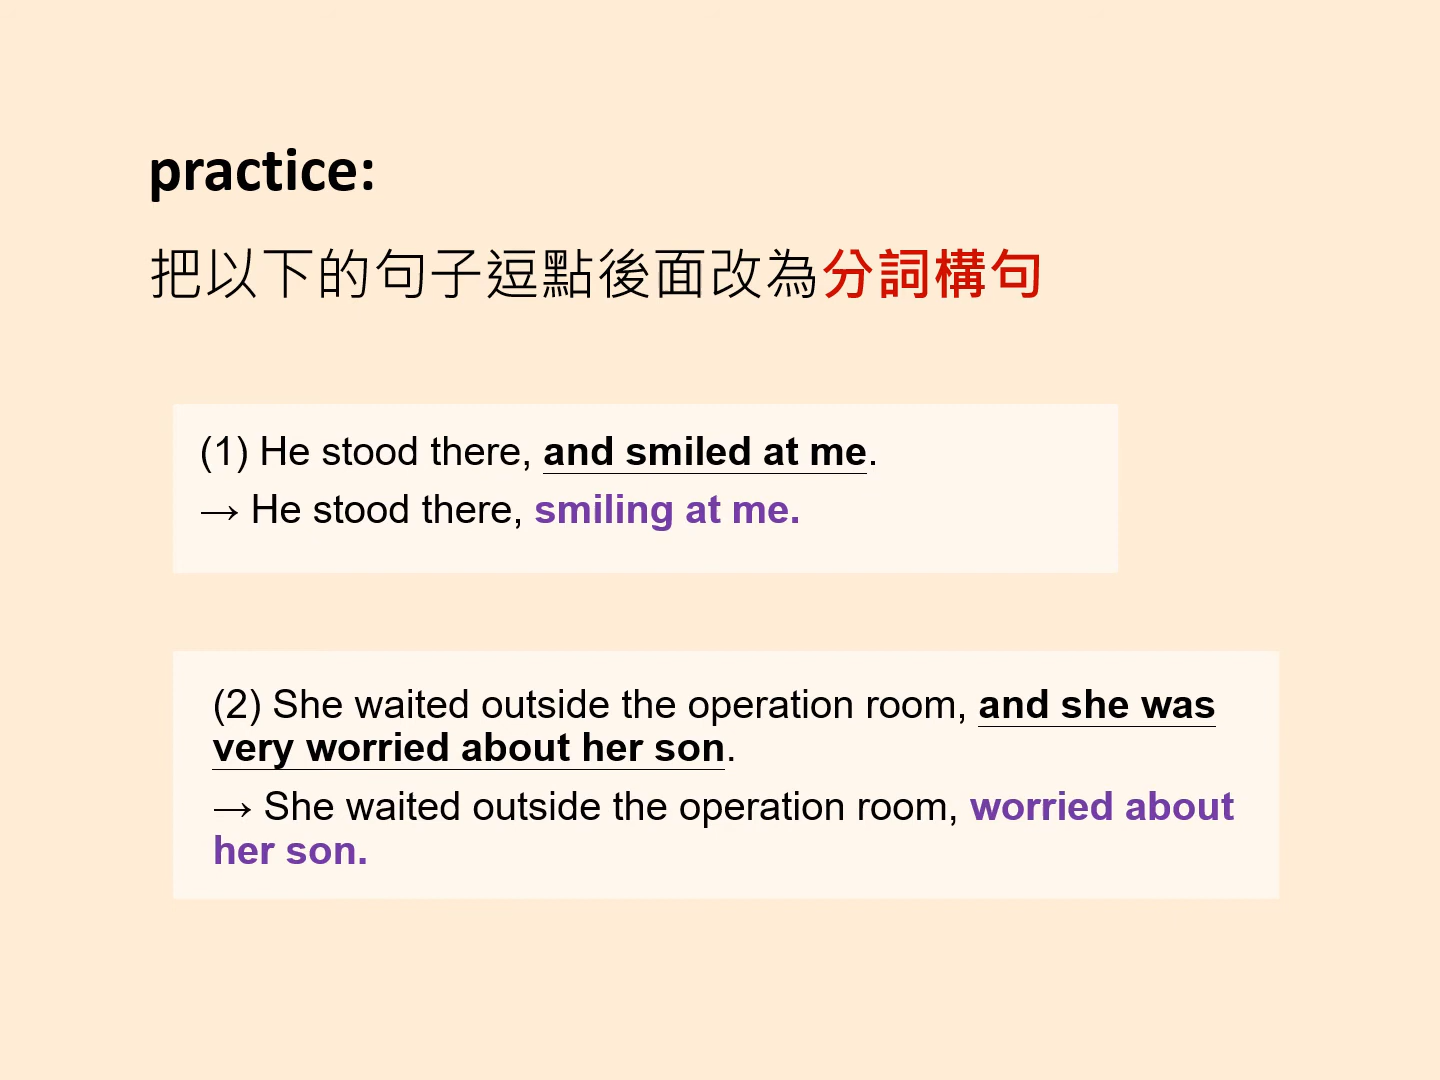 practice:
把以下的句子逗點後面改為分詞構句
(1) He stood there, and smiled at me.
→ He stood there, smiling at me.
(2) She waited outside the operation room, and she was
very worried about her son.
→ She waited outside the operation room, worried about
her son.